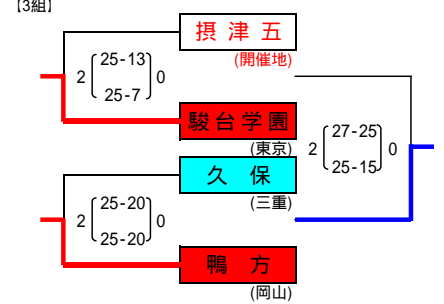 【3組】
摂津五
(開催地)
2 25-13 0
25-7
駿台学園
(東京)
2 27-25 0
25-15
久保
(三重)
2 25-20 0
25-20
鴨方
(岡山)